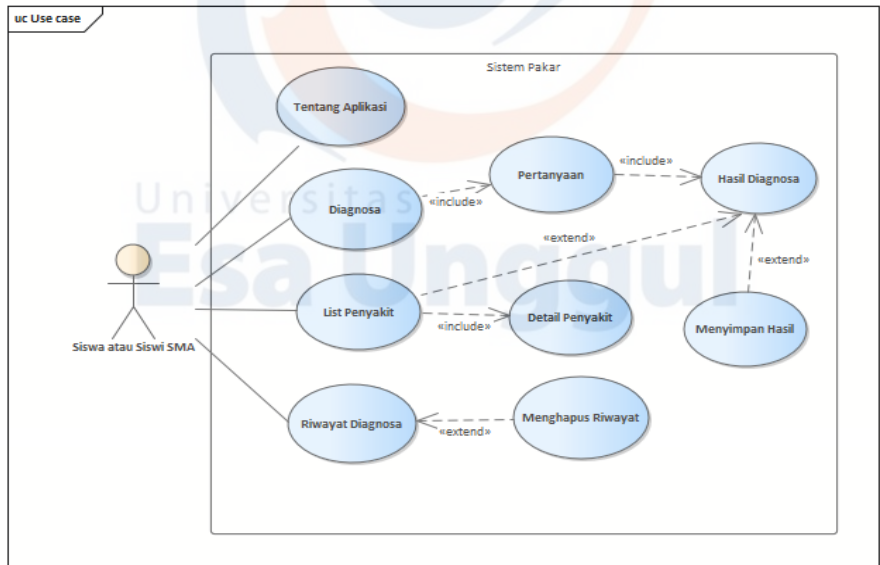 uc Use case
Sistem Pakar
Tentang Aplikasi
Pertanyaan
«include»
Hasil Diagnosa
Universitas
Diagnosa
«include»
«extend»
Esa Unggul
«extend»
List Penyakit
«include»
Detail Penyakit
Menyimpan Hasil
Siswa atau Siswi SMA
Riwayat Diagnosa
«extend»
Menghapus Riwayat